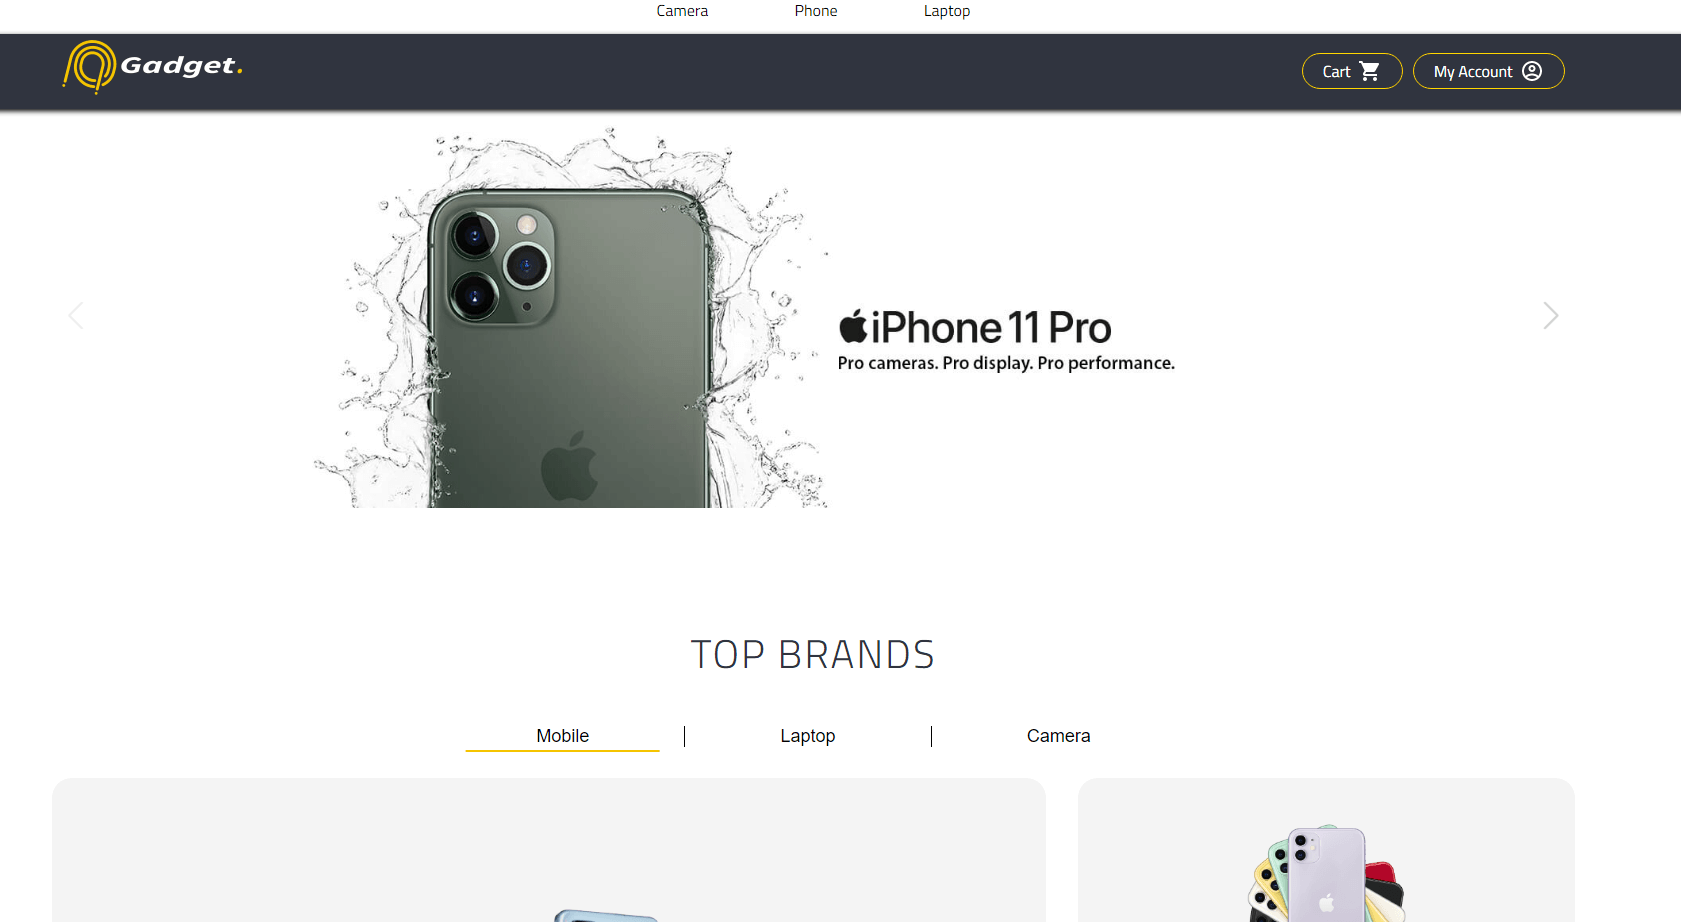 Camera Phone Laptop
Gadget.
Cart My Account
iPhone 11 Pro
Pro cameras. Pro display. Pro performance.
TOP BRANDS
Mobile Laptop Camera